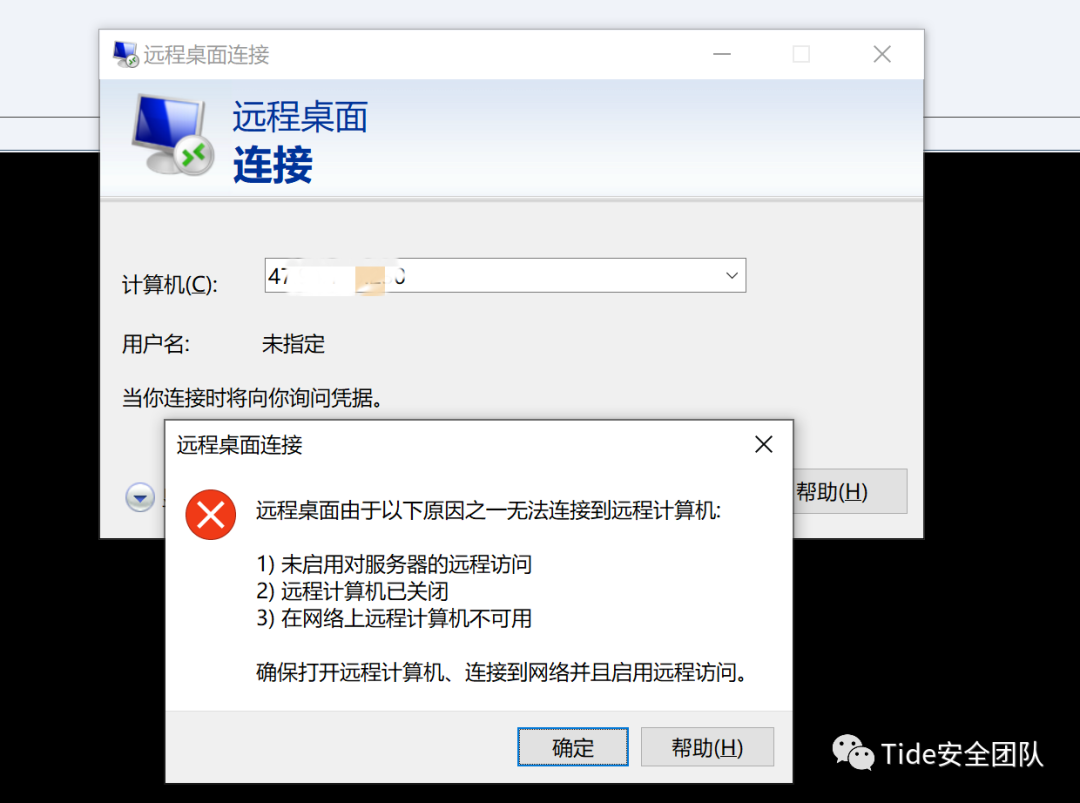 远程桌面连接
远程桌面
连接
计算机(C):
47
用户名:
未指定
当你连接时将向你询问凭据。
帮助(H)
远程桌面连接
远程桌面由于以下原因之一无法连接到远程计算机:
1) 未启用对服务器的远程访问
2) 远程计算机已关闭
3) 在网络上远程计算机不可用
确保打开远程计算机、连接到网络并且启用远程访问。
确定
帮助(H)
Tide安全团队